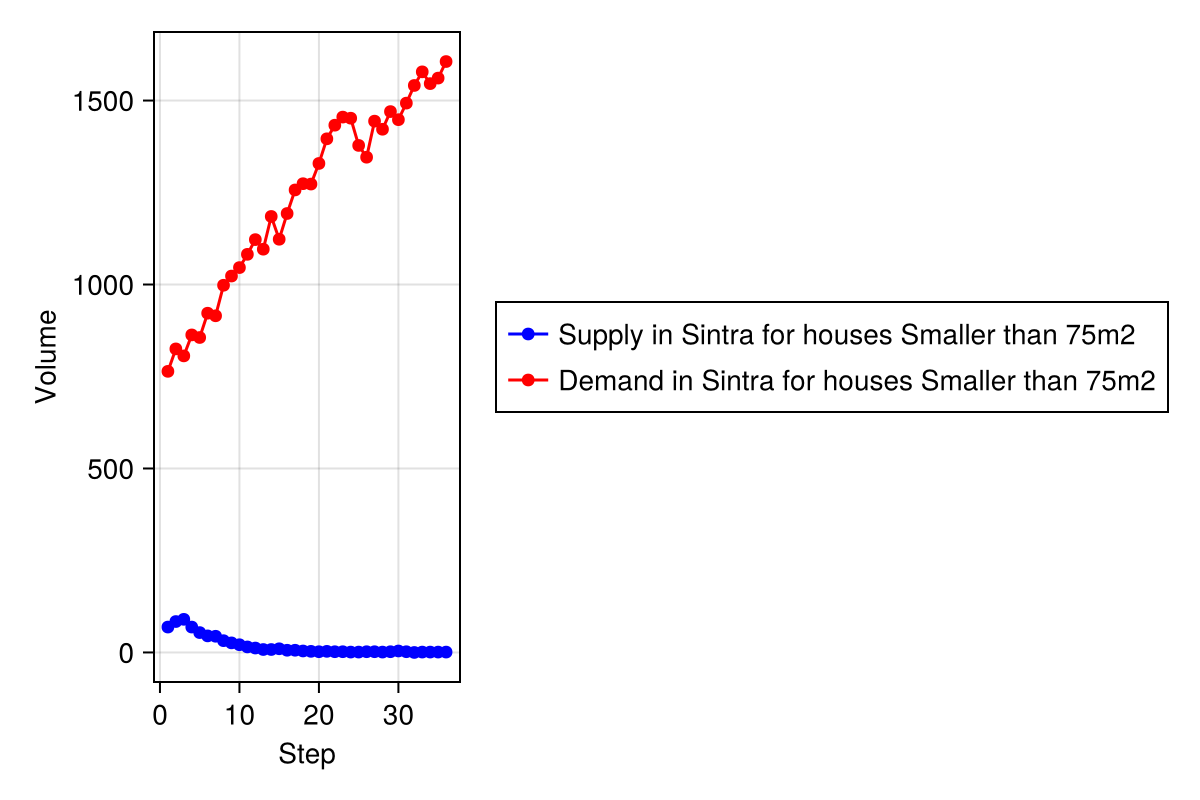 1500
1000
500
0
Volume
0 10 20 30
Step
Supply in Sintra for houses Smaller than 75m2
Demand in Sintra for houses Smaller than 75m2